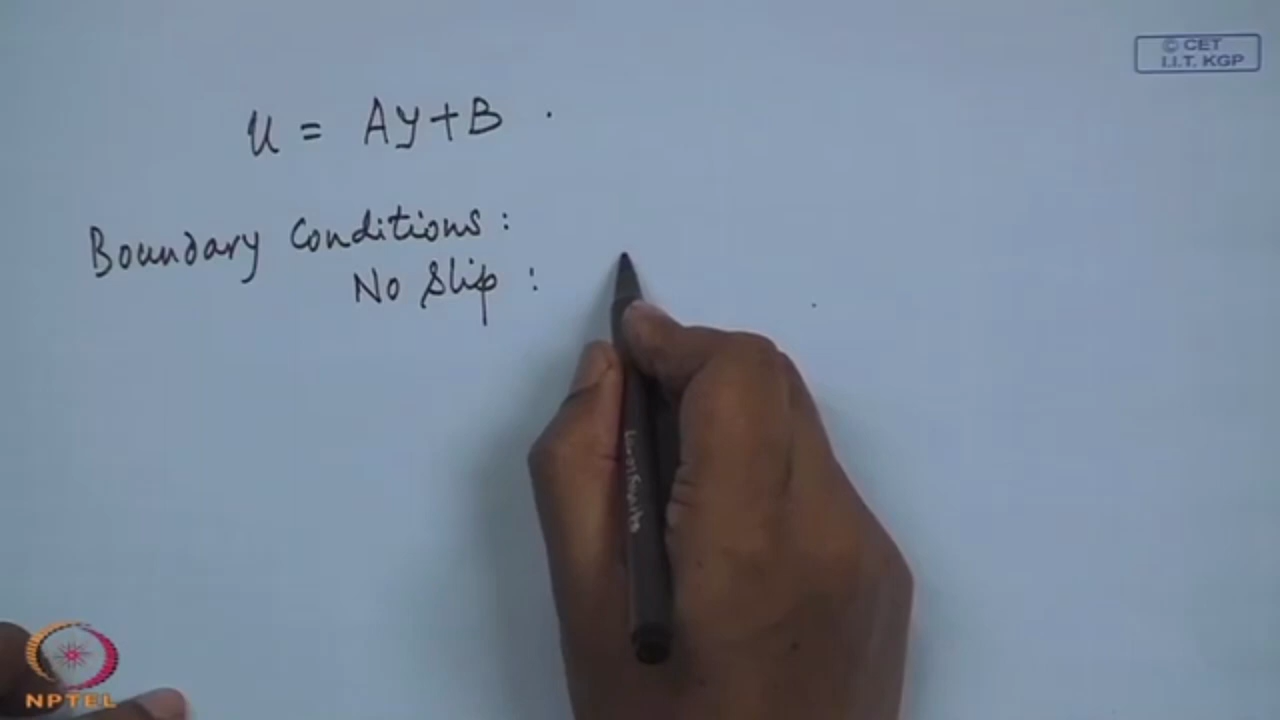 © CET
I.I.T. KGP
u = Ay+B .
Boundary Conditions :
No Slip :
NPTEL